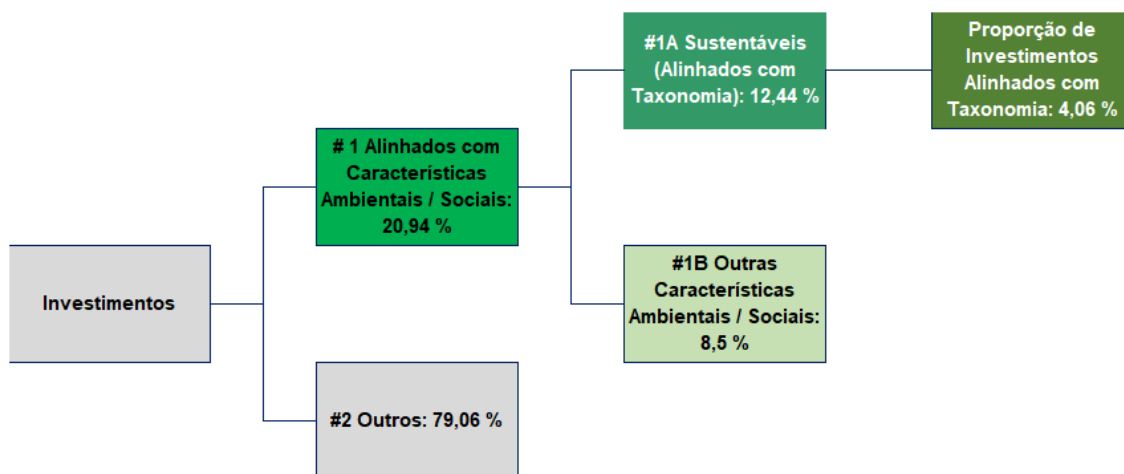 Investimentos
# 1 Alinhados com
Características
Ambientais / Sociais:
20,94 %
#2 Outros: 79,06 %
#1A Sustentáveis
(Alinhados com
Taxonomia): 12,44 %
#1B Outras
Características
Ambientais / Sociais:
8,5 %
Proporção de
Investimentos
Alinhados com
Taxonomia: 4,06 %